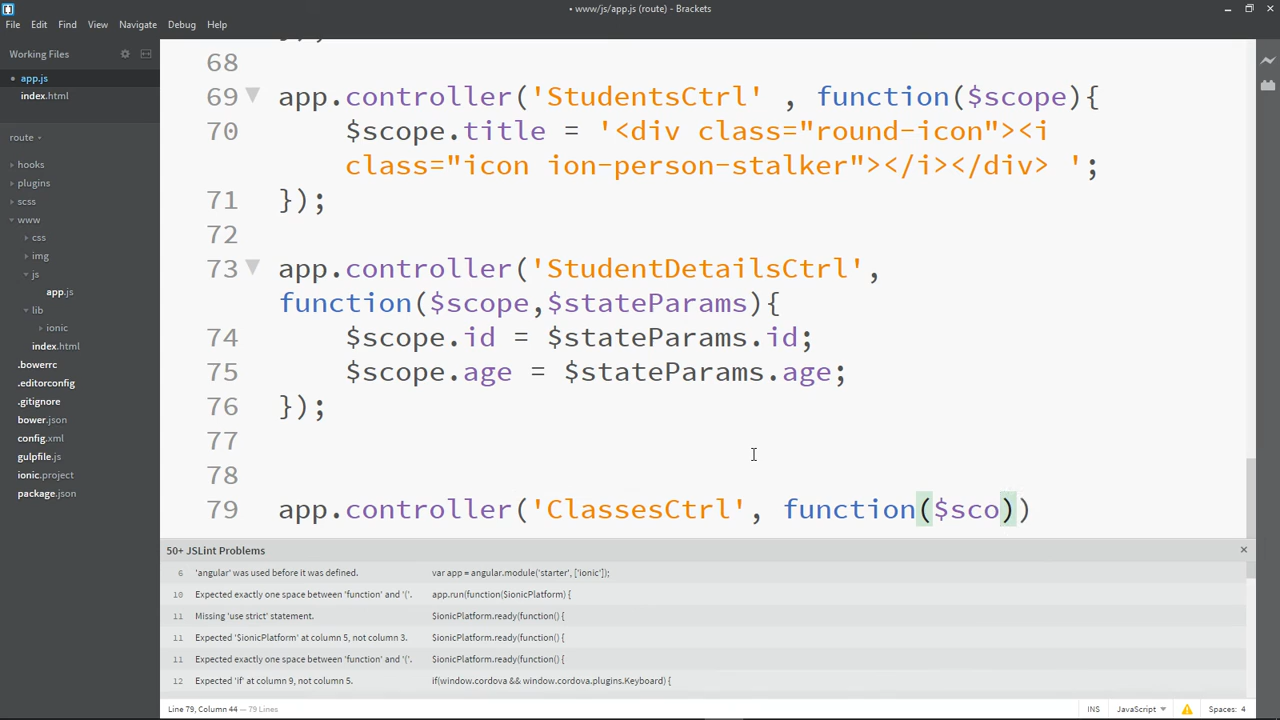 • www/js/app.js (route) - Brackets
File Edit Find View Navigate Debug Help
Working Files
• app.js
index.html
route
hooks
plugins
scss
www
css
img
js
app.js
lib
ionic
index.html
.bowerrc
.editorconfig
.gitignore
bower.json
config.xml
gulpfile.js
ionic.project
package.json
68
69 app.controller('StudentsCtrl' , function($scope){
70 $scope.title = '<div class="round-icon"><i
class="icon ion-person-stalker"></i></div> ';
71 });
72
73 app.controller('StudentDetailsCtrl',
function($scope,$stateParams){
74 $scope.id = $stateParams.id;
75 $scope.age = $stateParams.age;
76 });
77
78
79 app.controller('ClassesCtrl', function($sco))
50+ JSLint Problems
6 'angular' was used before it was defined. var app = angular.module('starter', ['ionic']);
10 Expected exactly one space between 'function' and '('. app.run(function($ionicPlatform) {
11 Missing 'use strict' statement. $ionicPlatform.ready(function() {
11 Expected '$ionicPlatform' at column 5, not column 3. $ionicPlatform.ready(function() {
11 Expected exactly one space between 'function' and '('. $ionicPlatform.ready(function() {
12 Expected 'if' at column 9, not column 5. if(window.cordova && window.cordova.plugins.Keyboard) {
Line 79, Column 44 — 79 Lines INS JavaScript Spaces: 4